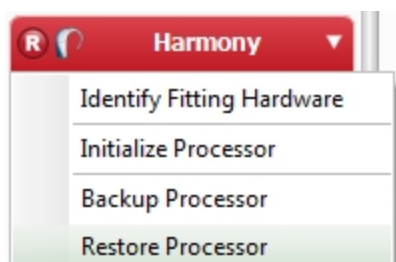 R Harmony
Identify Fitting Hardware
Initialize Processor
Backup Processor
Restore Processor